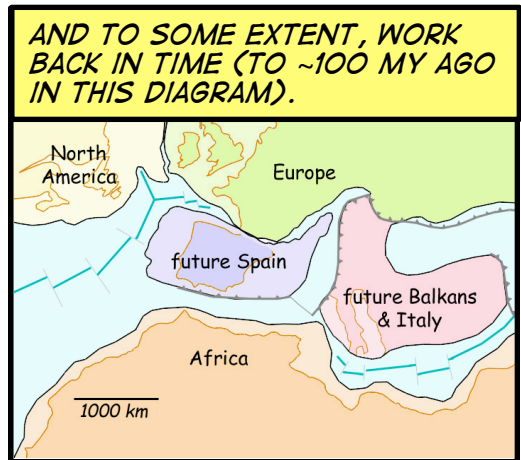 AND TO SOME EXTENT, WORK
BACK IN TIME (TO ~100 MY AGO
IN THIS DIAGRAM).
North
America
Europe
future Spain
future Balkans
& Italy
Africa
1000 km